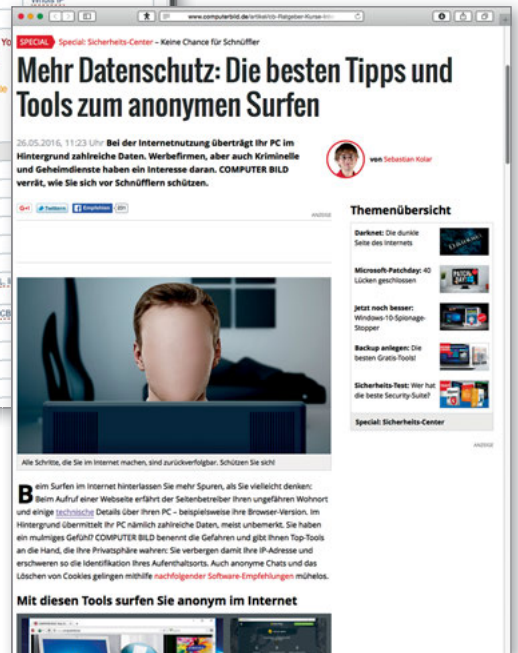 Whois IP
www.computerbild.de/artikel/cb-Ratgeber-Kurse-Int
SPECIAL Special: Sicherheits-Center – Keine Chance für Schnüffler
Mehr Datenschutz: Die besten Tipps und
Tools zum anonymen Surfen
26.05.2016, 11:23 Uhr Bei der Internetnutzung überträgt Ihr PC im
Hintergrund zahlreiche Daten. Werbefirmen, aber auch Kriminelle
und Geheimdienste haben ein Interesse daran. COMPUTER BILD
verrät, wie Sie sich vor Schnüfflern schützen.
von Sebastian Kolar
G+1 Twittern Empfehlen
ANZEIGE
Themenübersicht
Darknet: Die dunkle
Seite des Internets
Microsoft-Patchday: 40
Lücken geschlossen
Jetzt noch besser:
Windows-10-Spionage-
Stopper
Backup anlegen: Die
besten Gratis-Tools!
Sicherheits-Test: Wer hat
die beste Security-Suite?
Special: Sicherheits-Center
ANZEIGE
Alle Schritte, die Sie im Internet machen, sind zurückverfolgbar. Schützen Sie sich!
Beim Surfen im Internet hinterlassen Sie mehr Spuren, als Sie vielleicht denken:
Beim Aufruf einer Webseite erfährt der Seitenbetreiber Ihren ungefähren Wohnort
und einige technische Details über Ihren PC – beispielsweise ihre Browser-Version. Im
Hintergrund übermittelt Ihr PC nämlich zahlreiche Daten, meist unbemerkt. Sie haben
ein mulmiges Gefühl? COMPUTER BILD benennt die Gefahren und gibt Ihnen Top-Tools
an die Hand, die Ihre Privatsphäre wahren: Sie verbergen damit Ihre IP-Adresse und
erschweren so die Identifikation Ihres Aufenthaltsorts. Auch anonyme Chats und das
Löschen von Cookies gelingen mithilfe nachfolgender Software-Empfehlungen mühelos.
Mit diesen Tools surfen Sie anonym im Internet